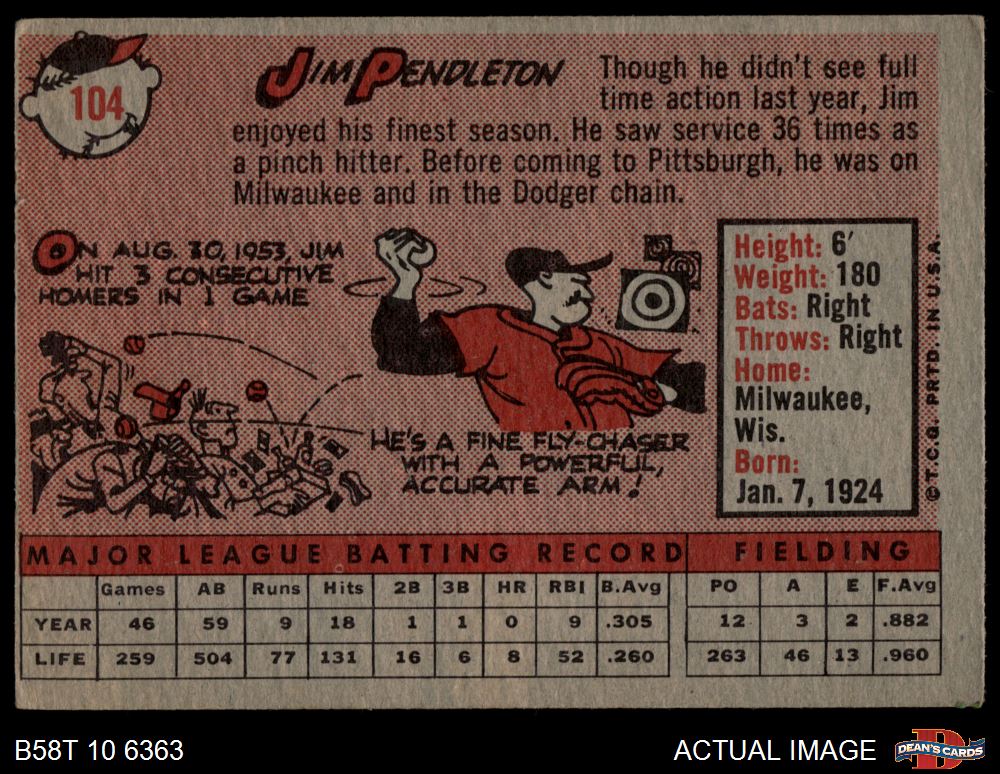 104
JIM PENDLETON
Though he didn't see full
time action last year, Jim
enjoyed his finest season. He saw service 36 times as
a pinch hitter. Before coming to Pittsburgh, he was on
Milwaukee and in the Dodger chain.
ON AUG. 30, 1953, JIM
HIT 3 CONSECUTIVE
HOMERS IN 1 GAME
HE'S A FINE FLY-CHASER
WITH A POWERFUL,
ACCURATE ARM!
Height: 6'
Weight: 180
Bats: Right
Throws: Right
Home:
Milwaukee,
Wis.
Born:
Jan. 7, 1924
© T.C.G. PRTD. IN U.S.A.
MAJOR LEAGUE BATTING RECORD FIELDING
Games AB Runs Hits 2B 3B HR RBI B.Avg PO A E F.Avg
YEAR 46 59 9 18 1 1 0 9 .305 12 3 2 .882
LIFE 259 504 77 131 16 6 8 52 .260 263 46 13 .960
B58T 10 6363
ACTUAL IMAGE
DEAN'S CARDS